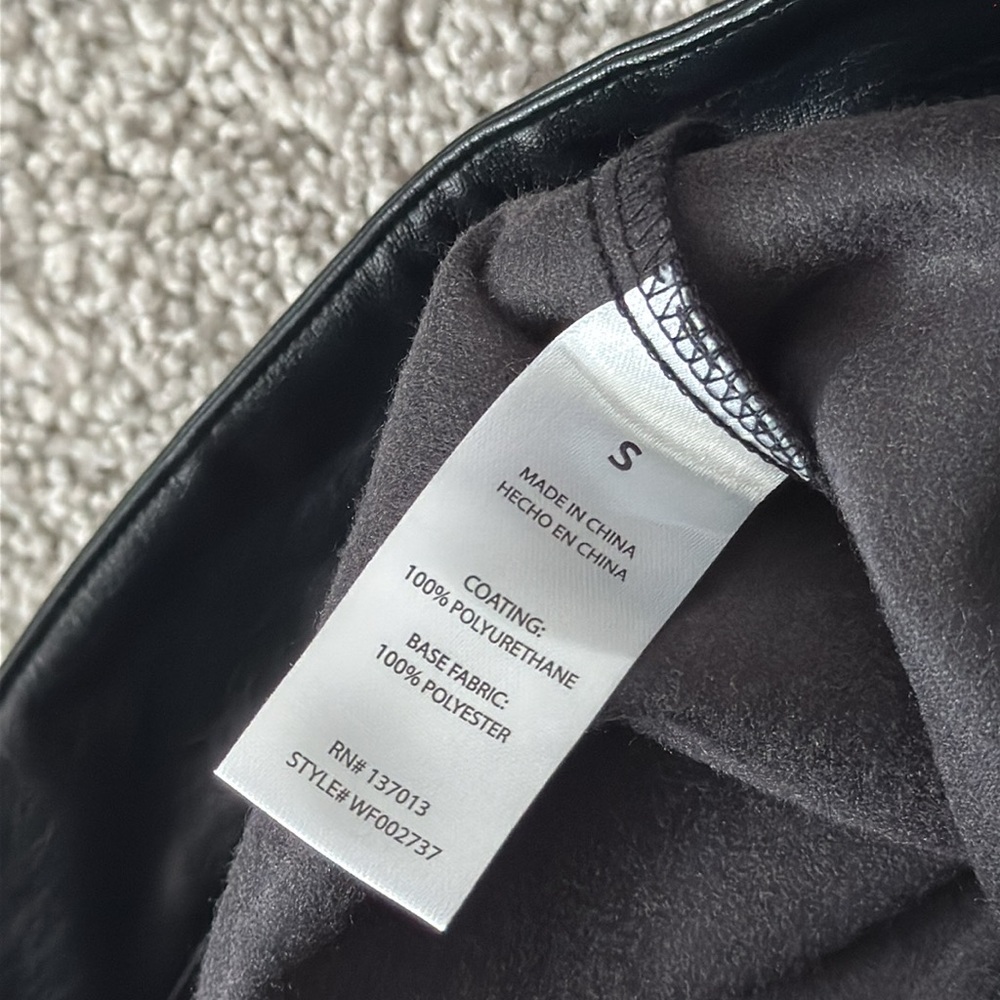 S
MADE IN CHINA
HECHO EN CHINA
COATING:
100% POLYURETHANE
BASE FABRIC:
100% POLYESTER
RN# 137013
STYLE# WF002737